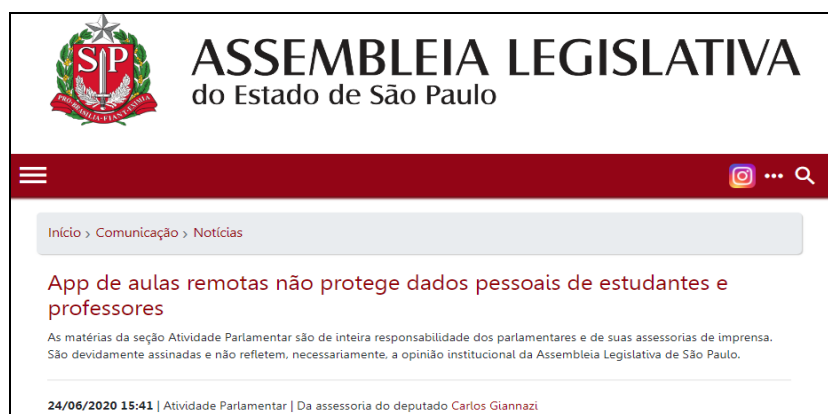 SP
PRO·BRASILIA·FIANT·EXIMIA
ASSEMBLEIA LEGISLATIVA
do Estado de São Paulo
Início > Comunicação > Notícias
App de aulas remotas não protege dados pessoais de estudantes e
professores
As matérias da seção Atividade Parlamentar são de inteira responsabilidade dos parlamentares e de suas assessorias de imprensa.
São devidamente assinadas e não refletem, necessariamente, a opinião institucional da Assembleia Legislativa de São Paulo.
24/06/2020 15:41 | Atividade Parlamentar | Da assessoria do deputado Carlos Giannazi